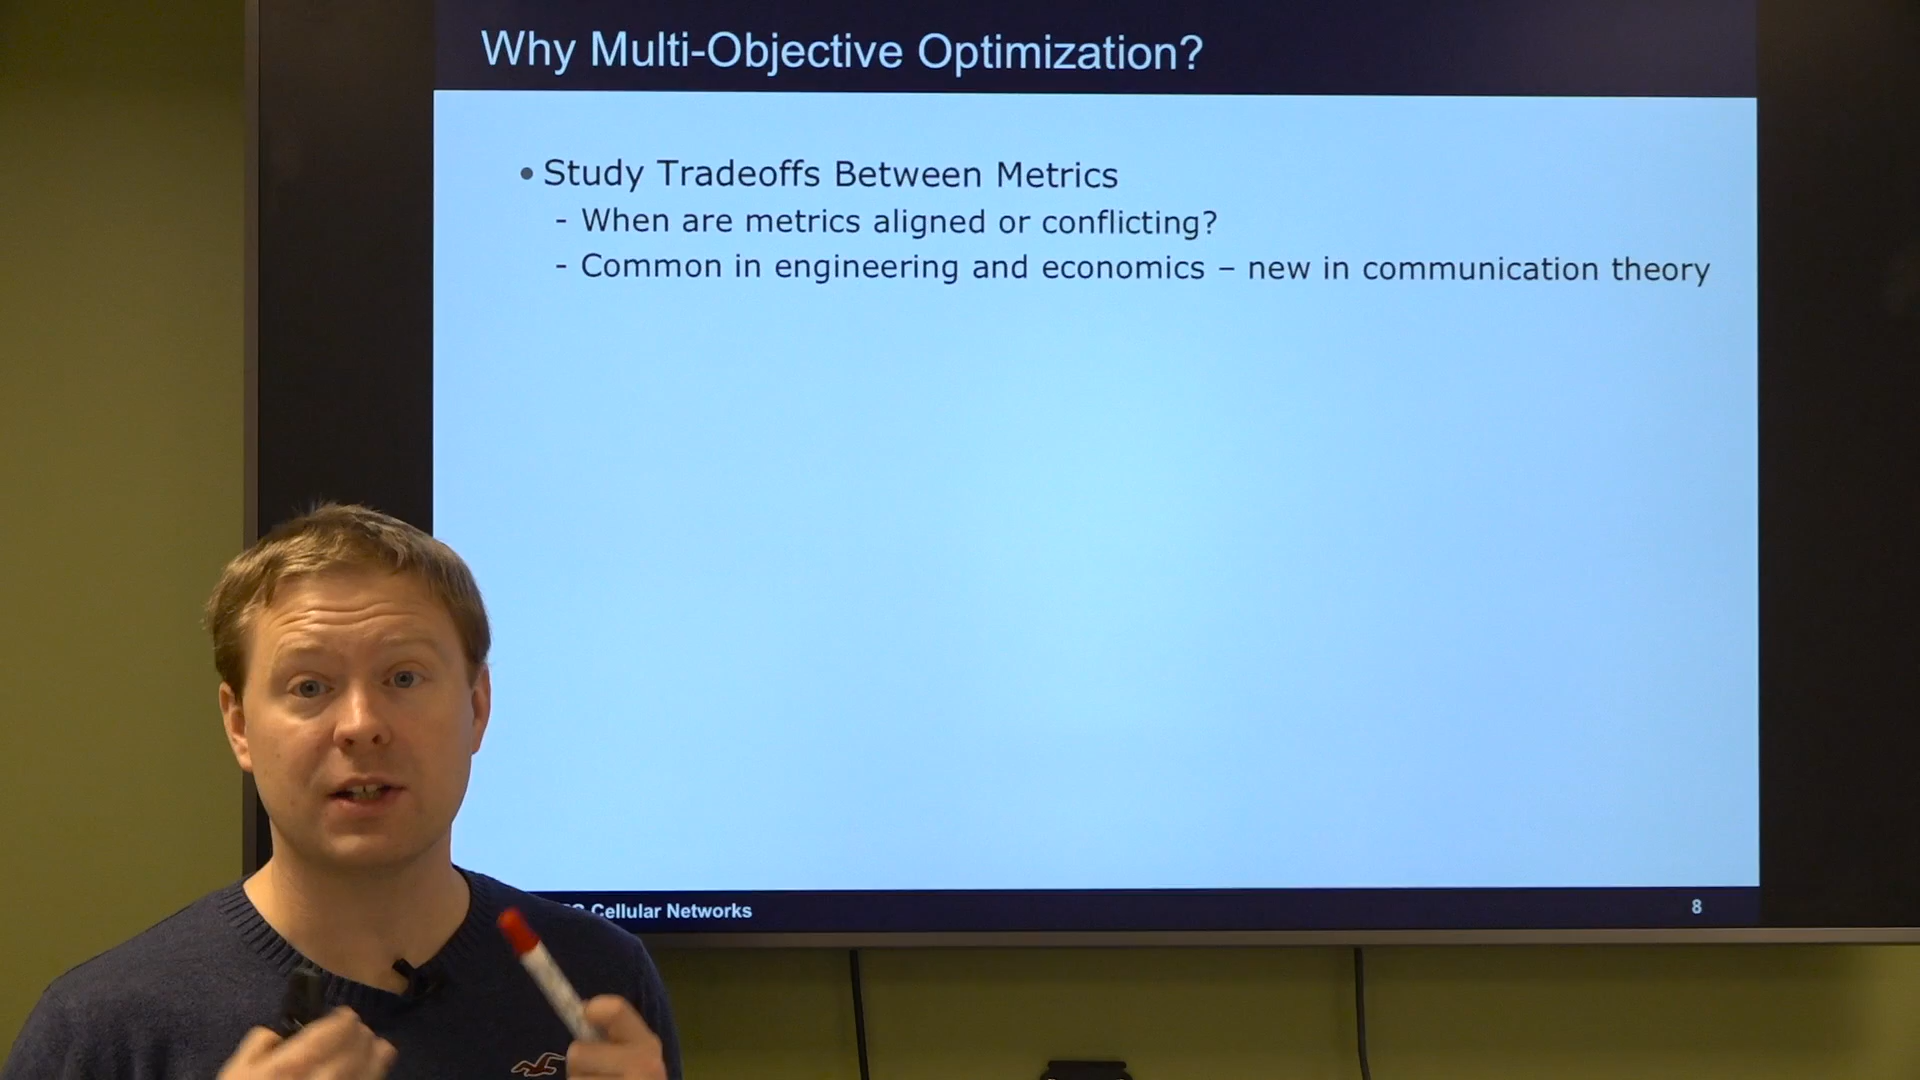 Why Multi-Objective Optimization?
• Study Tradeoffs Between Metrics
- When are metrics aligned or conflicting?
- Common in engineering and economics – new in communication theory
Cellular Networks
8